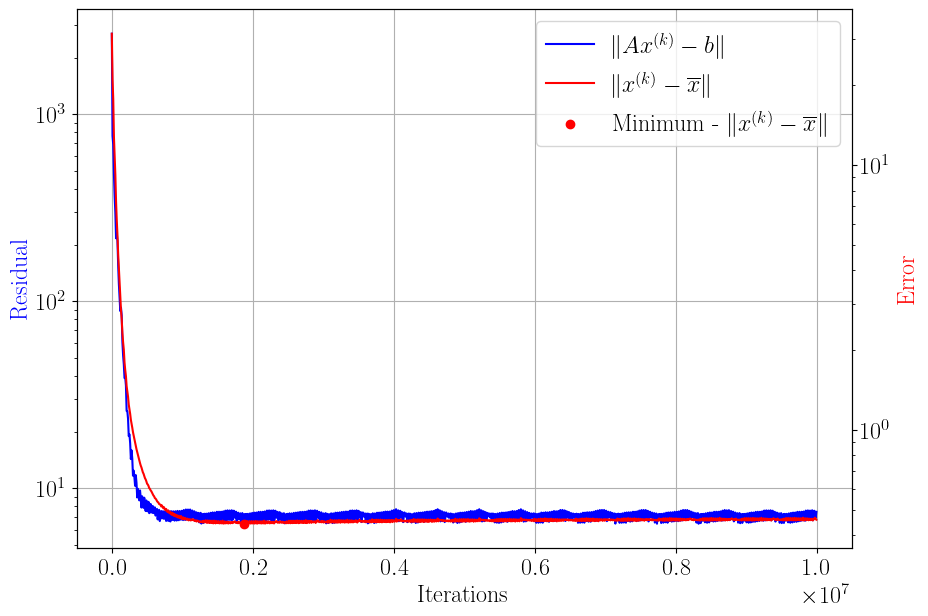 ‖Ax^{(k)} − b‖
‖x^{(k)} − x̅‖
Minimum - ‖x^{(k)} − x̅‖
10^3
10^2
10^1
Residual
10^1
10^0
Error
0.0 0.2 0.4 0.6 0.8 1.0
×10^7
Iterations